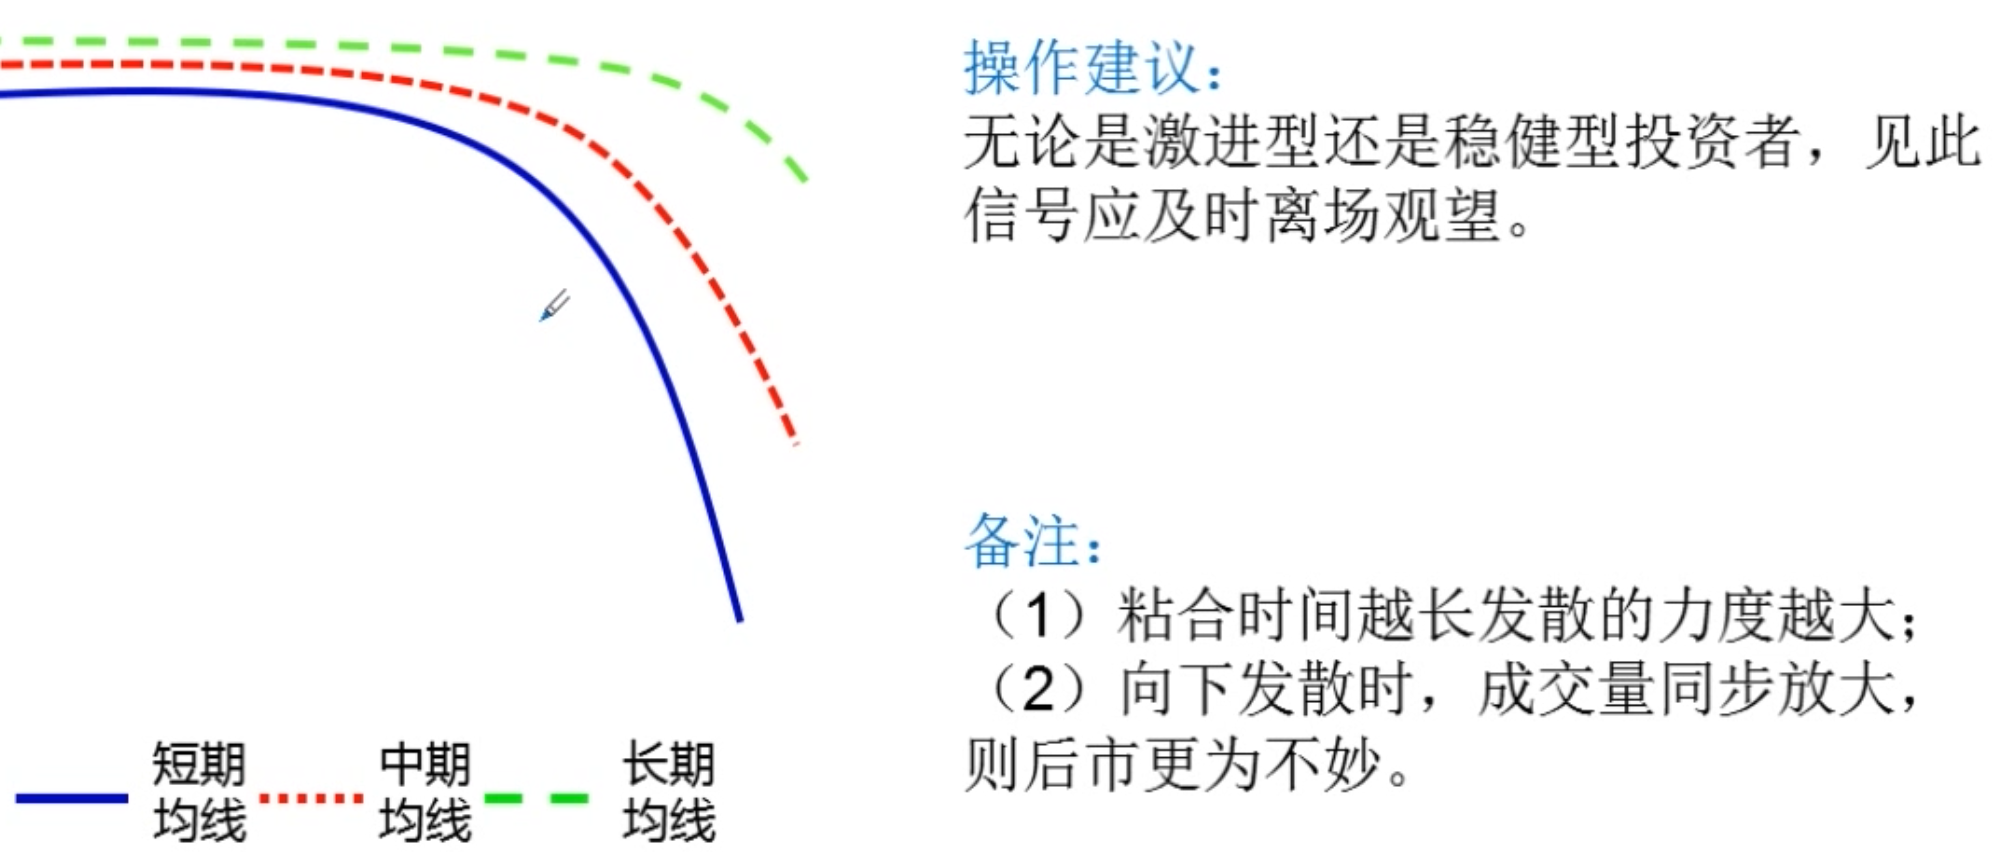 操作建议：
无论是激进型还是稳健型投资者，见此
信号应及时离场观望。
备注：
（1）粘合时间越长发散的力度越大；
（2）向下发散时，成交量同步放大，
则后市更为不妙。
短期
均线
中期
均线
长期
均线